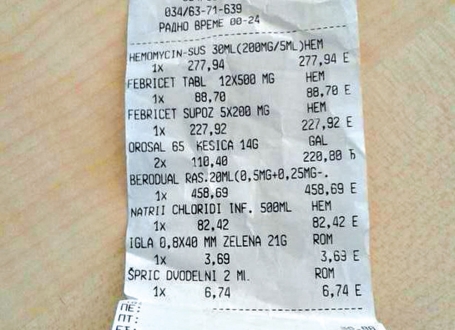 034/63-71-639
РАДНО ВРЕМЕ 00-24
HEMOMYCIN-SUS 30ML(200MG/5ML)HEM
1x 277,94 277,94 E
FEBRICET TABL 12X500 MG HEM
1x 88,70 88,70 E
FEBRICET SUPOZ 5X200 MG HEM
1x 227,92 227,92 E
OROSAL 65 KESICA 14G GAL
2x 110,40 220,80 Ђ
BERODUAL RAS.20ML(0,5MG+0,25MG-.
1x 458,69 458,69 E
NATRII CHLORIDI INF. 500ML HEM
1x 82,42 82,42 E
IGLA 0,8X40 MM ZELENA 21G ROM
1x 3,69 3,69 E
ŠPRIC DVODELNI 2 Ml. ROM
1x 6,74 6,74 E
ПЕ:
ПТ: